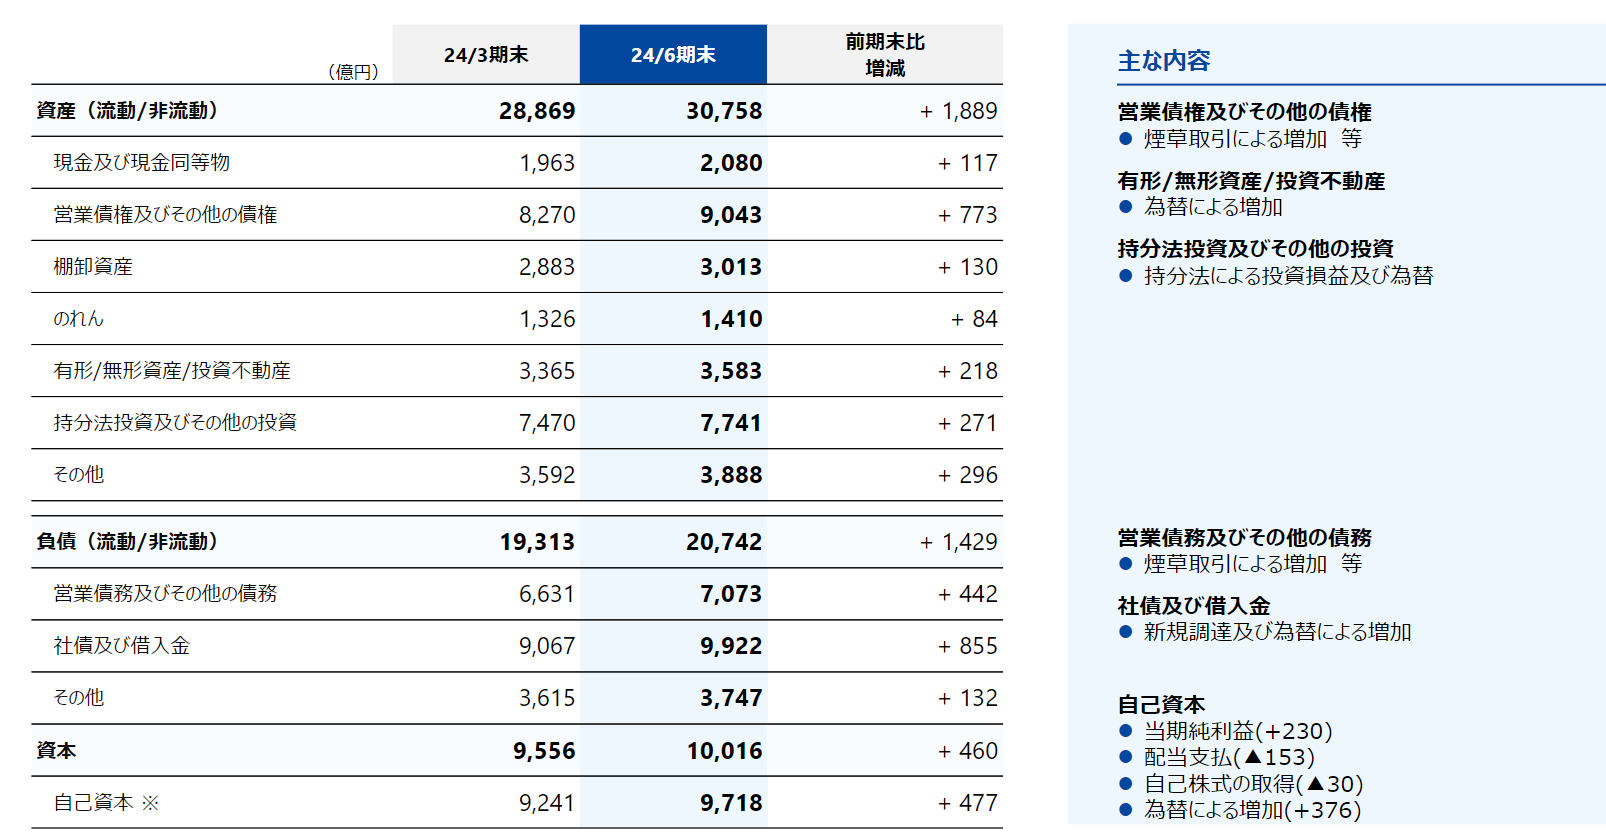 (億円) 24/3期末 24/6期末 前期末比
増減
資産(流動/非流動) 28,869 30,758 + 1,889
現金及び現金同等物 1,963 2,080 + 117
営業債権及びその他の債権 8,270 9,043 + 773
棚卸資産 2,883 3,013 + 130
のれん 1,326 1,410 + 84
有形/無形資産/投資不動産 3,365 3,583 + 218
持分法投資及びその他の投資 7,470 7,741 + 271
その他 3,592 3,888 + 296
負債(流動/非流動) 19,313 20,742 + 1,429
営業債務及びその他の債務 6,631 7,073 + 442
社債及び借入金 9,067 9,922 + 855
その他 3,615 3,747 + 132
資本 9,556 10,016 + 460
自己資本 ※ 9,241 9,718 + 477
主な内容
営業債権及びその他の債権
● 煙草取引による増加 等
有形/無形資産/投資不動産
● 為替による増加
持分法投資及びその他の投資
● 持分法による投資損益及び為替
営業債務及びその他の債務
● 煙草取引による増加 等
社債及び借入金
● 新規調達及び為替による増加
自己資本
● 当期純利益(+230)
● 配当支払(▲153)
● 自己株式の取得(▲30)
● 為替による増加(+376)